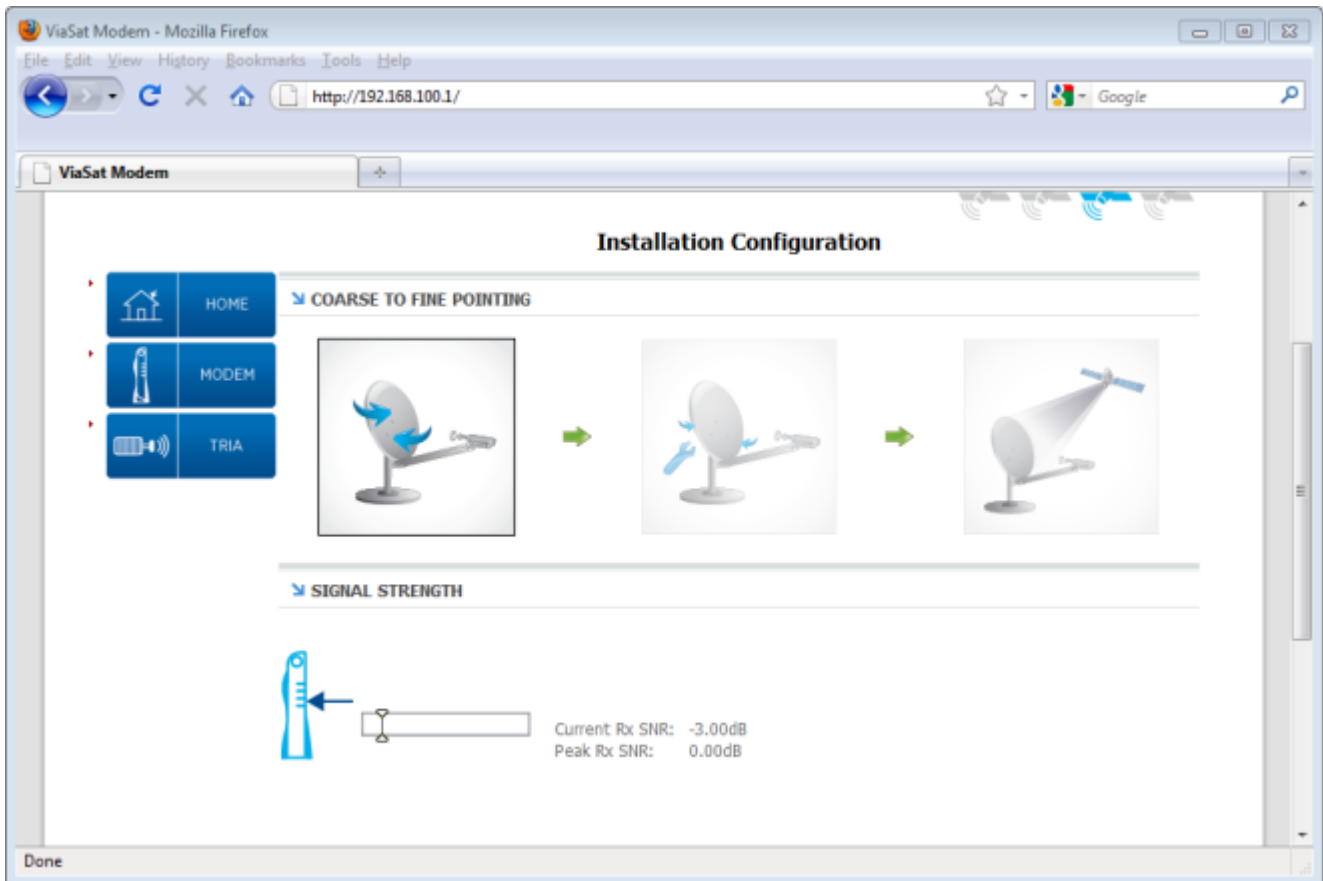 ViaSat Modem - Mozilla Firefox
File Edit View History Bookmarks Tools Help
http://192.168.100.1/
Google
ViaSat Modem
Installation Configuration
HOME
MODEM
TRIA
COARSE TO FINE POINTING
SIGNAL STRENGTH
Current Rx SNR: -3.00dB
Peak Rx SNR: 0.00dB
Done